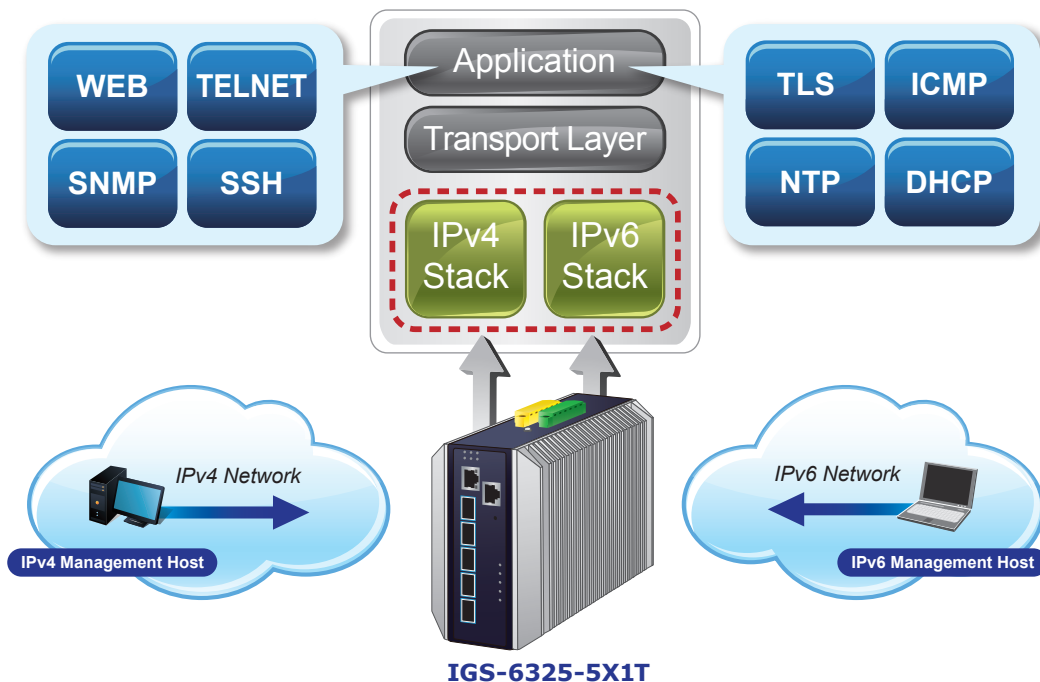 WEB
TELNET
SNMP
SSH
Application
Transport Layer
IPv4
Stack
IPv6
Stack
TLS
ICMP
NTP
DHCP
IPv4 Network
IPv4 Management Host
IPv6 Network
IPv6 Management Host
IGS-6325-5X1T